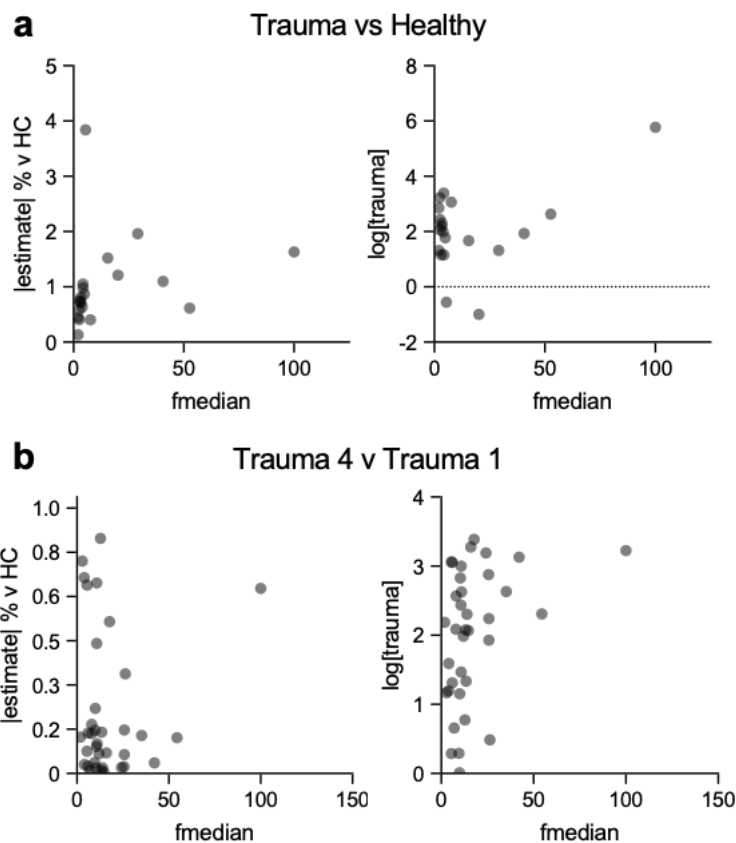 a
Trauma vs Healthy
|estimate| % v HC
5
4
3
2
1
0
0 50 100
fmedian
log[trauma]
8
6
4
2
0
-2
0 50 100
fmedian
b
Trauma 4 v Trauma 1
|estimate| % v HC
1.0
0.8
0.6
0.5
0.3
0.2
0
0 50 100 150
fmedian
log[trauma]
4
3
2
1
0
0 50 100 150
fmedian